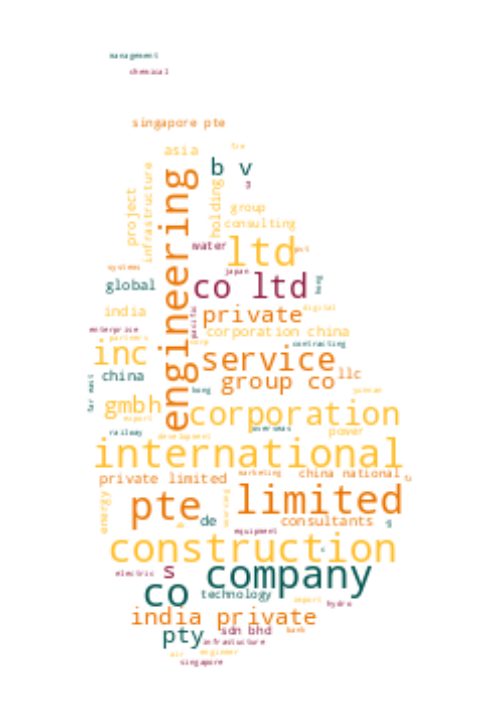 management
chemical
singapore pte
asia
b v
engineering
project
infrastructure
holding
group
consulting
water
ltd
systems
japan
global
co ltd
india
private
digital
pacific
enterprise
partners
corporation china
contracting
inc
service
china
group co
llc
far east
hong
gmbh
corporation
export
railway
overseas
power
development
international
private limited
marketing
china national
energy
pte
limited
de
consultants
equipment
construction
electric
s
company
co
technology
import
hydro
india private
pty
sdn bhd
bank
infrastucture
air
engineer
singapore